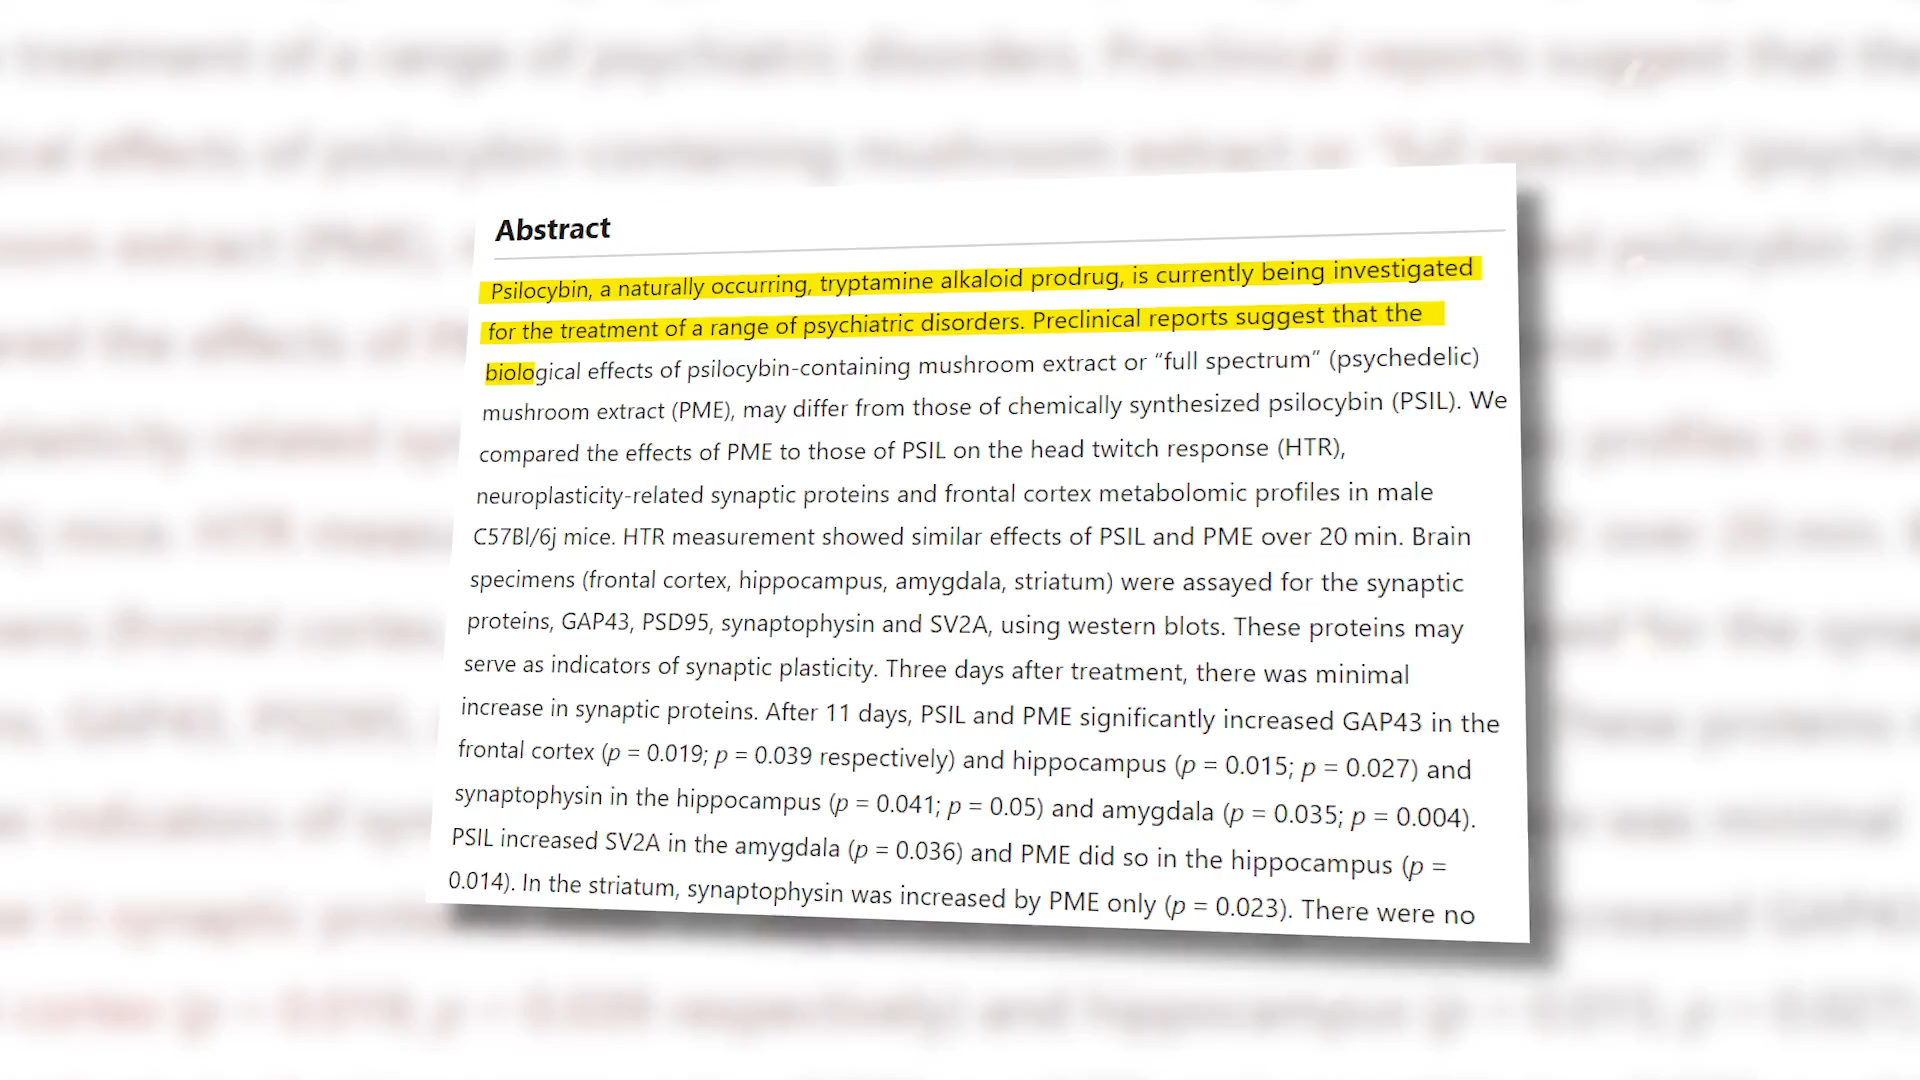 Abstract
Psilocybin, a naturally occurring, tryptamine alkaloid prodrug, is currently being investigated
for the treatment of a range of psychiatric disorders. Preclinical reports suggest that the
biological effects of psilocybin-containing mushroom extract or “full spectrum” (psychedelic)
mushroom extract (PME), may differ from those of chemically synthesized psilocybin (PSIL). We
compared the effects of PME to those of PSIL on the head twitch response (HTR),
neuroplasticity-related synaptic proteins and frontal cortex metabolomic profiles in male
C57Bl/6j mice. HTR measurement showed similar effects of PSIL and PME over 20 min. Brain
specimens (frontal cortex, hippocampus, amygdala, striatum) were assayed for the synaptic
proteins, GAP43, PSD95, synaptophysin and SV2A, using western blots. These proteins may
serve as indicators of synaptic plasticity. Three days after treatment, there was minimal
increase in synaptic proteins. After 11 days, PSIL and PME significantly increased GAP43 in the
frontal cortex (p = 0.019; p = 0.039 respectively) and hippocampus (p = 0.015; p = 0.027) and
synaptophysin in the hippocampus (p = 0.041; p = 0.05) and amygdala (p = 0.035; p = 0.004).
PSIL increased SV2A in the amygdala (p = 0.036) and PME did so in the hippocampus (p =
0.014). In the striatum, synaptophysin was increased by PME only (p = 0.023). There were no